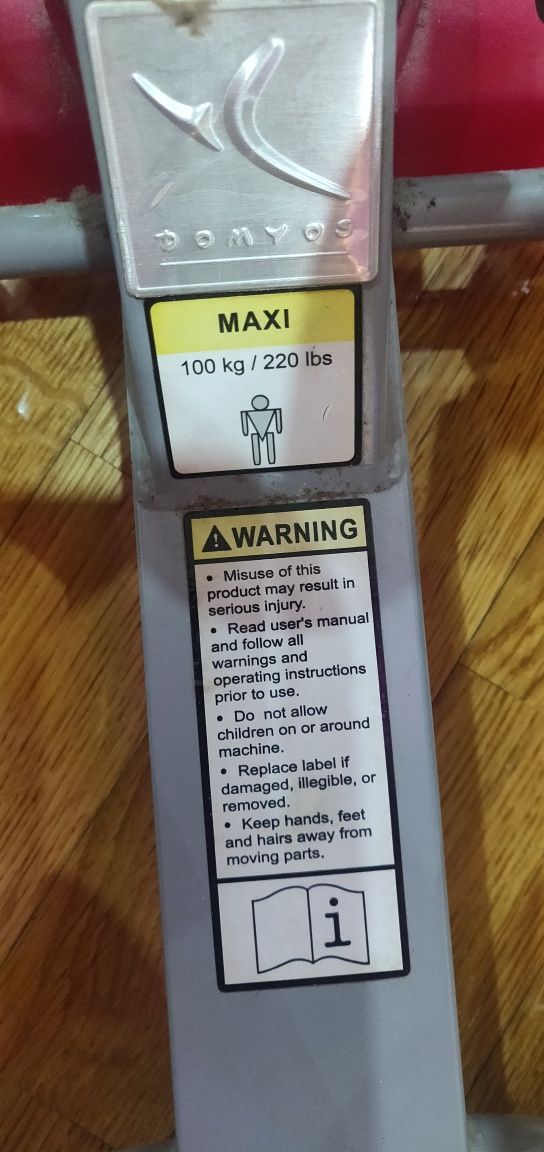 DOMYOS
MAXI
100 kg / 220 lbs
WARNING
• Misuse of this
product may result in
serious injury.
• Read user's manual
and follow all
warnings and
operating instructions
prior to use.
• Do not allow
children on or around
machine.
• Replace label if
damaged, illegible, or
removed.
• Keep hands, feet
and hairs away from
moving parts.
i